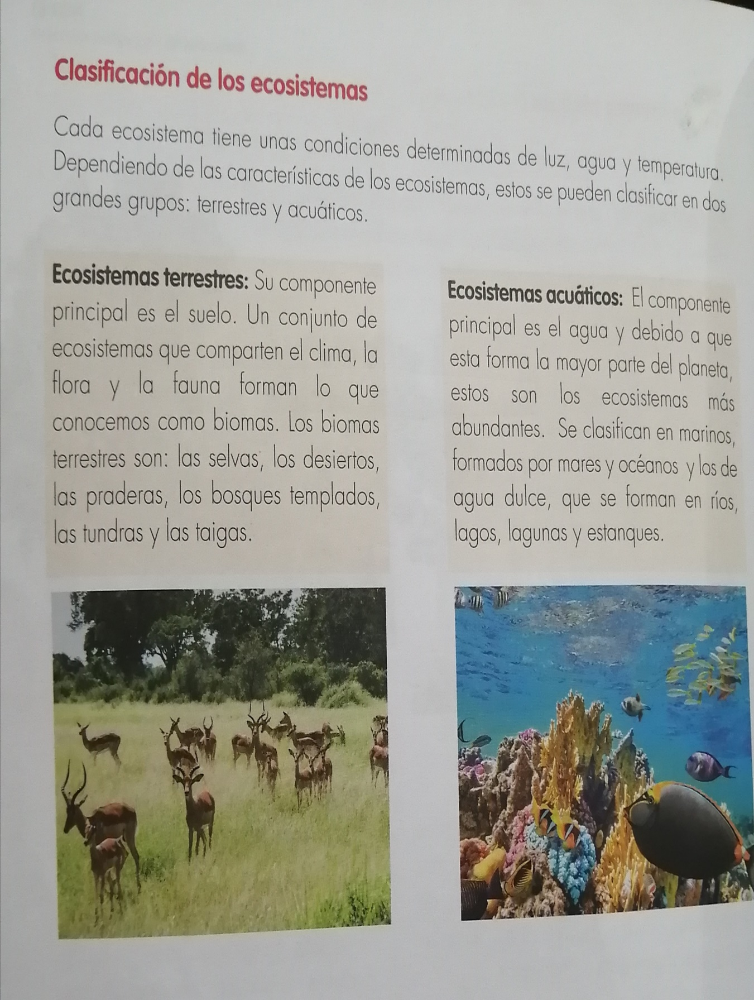 Clasificación de los ecosistemas
Cada ecosistema tiene unas condiciones determinadas de luz, agua y temperatura.
Dependiendo de las características de los ecosistemas, estos se pueden clasificar en dos
grandes grupos: terrestres y acuáticos.
Ecosistemas terrestres: Su componente
principal es el suelo. Un conjunto de
ecosistemas que comparten el clima, la
flora y la fauna forman lo que
conocemos como biomas. Los biomas
terrestres son: las selvas, los desiertos,
las praderas, los bosques templados,
las tundras y las taigas.
Ecosistemas acuáticos: El componente
principal es el agua y debido a que
esta forma la mayor parte del planeta,
estos son los ecosistemas más
abundantes. Se clasifican en marinos,
formados por mares y océanos y los de
agua dulce, que se forman en ríos,
lagos, lagunas y estanques.